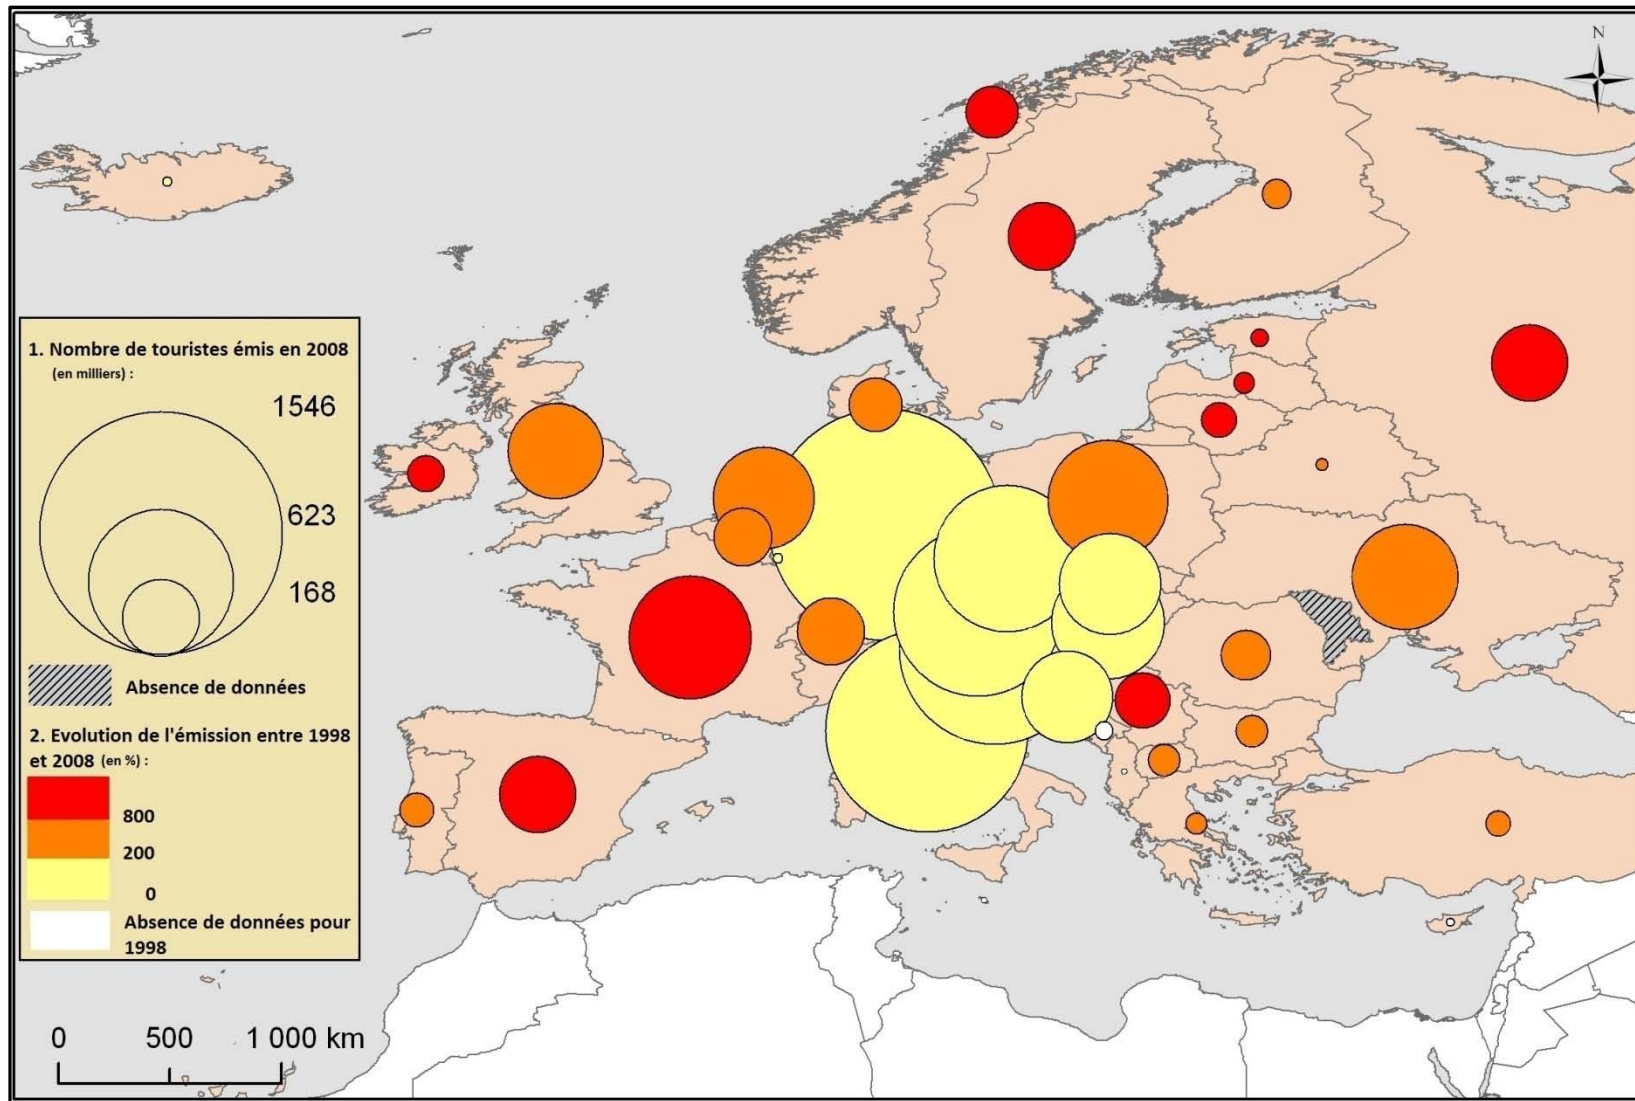 N
1. Nombre de touristes émis en 2008
(en milliers) :
1546
623
168
Absence de données
2. Evolution de l'émission entre 1998
et 2008 (en %) :
800
200
0
Absence de données pour
1998
0 500 1 000 km